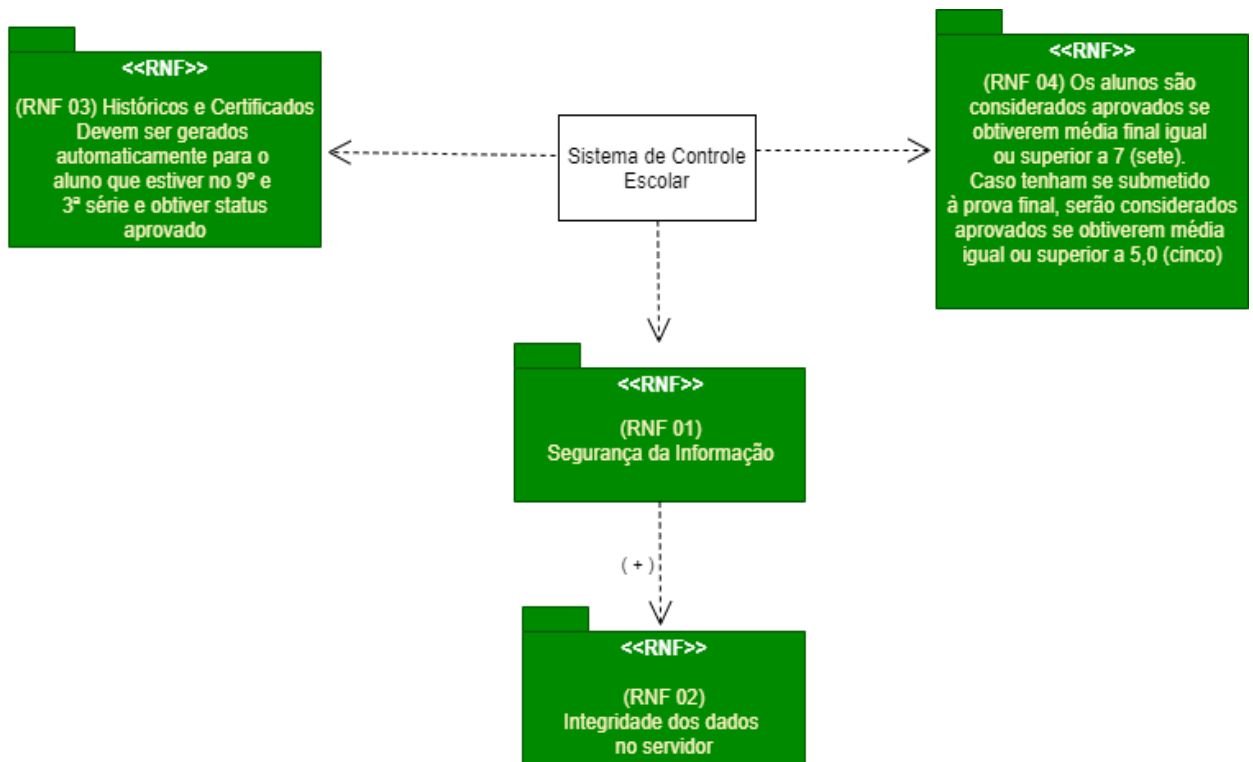 <<RNF>>
(RNF 03) Históricos e Certificados
Devem ser gerados
automaticamente para o
aluno que estiver no 9º e
3ª série e obtiver status
aprovado
Sistema de Controle
Escolar
<<RNF>>
(RNF 04) Os alunos são
considerados aprovados se
obtiverem média final igual
ou superior a 7 (sete).
Caso tenham se submetido
à prova final, serão considerados
aprovados se obtiverem média
igual ou superior a 5,0 (cinco)
<<RNF>>
(RNF 01)
Segurança da Informação
( + )
<<RNF>>
(RNF 02)
Integridade dos dados
no servidor